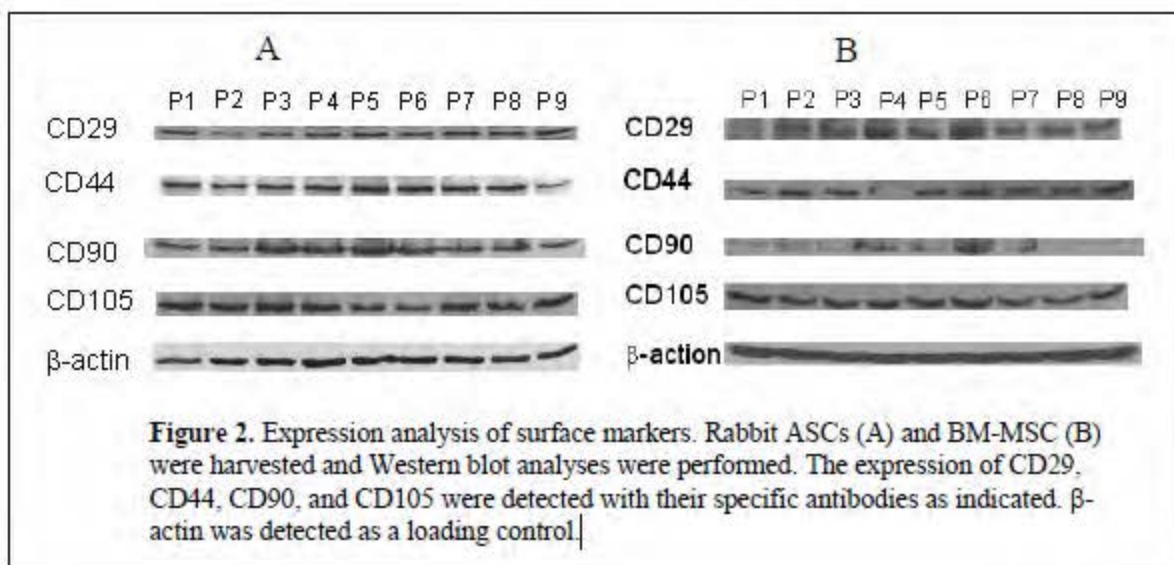 A B
P1 P2 P3 P4 P5 P6 P7 P8 P9 P1 P2 P3 P4 P5 P6 P7 P8 P9
CD29 CD29
CD44 CD44
CD90 CD90
CD105 CD105
β-actin β-action
Figure 2. Expression analysis of surface markers. Rabbit ASCs (A) and BM-MSC (B)
were harvested and Western blot analyses were performed. The expression of CD29,
CD44, CD90, and CD105 were detected with their specific antibodies as indicated. β-
actin was detected as a loading control.